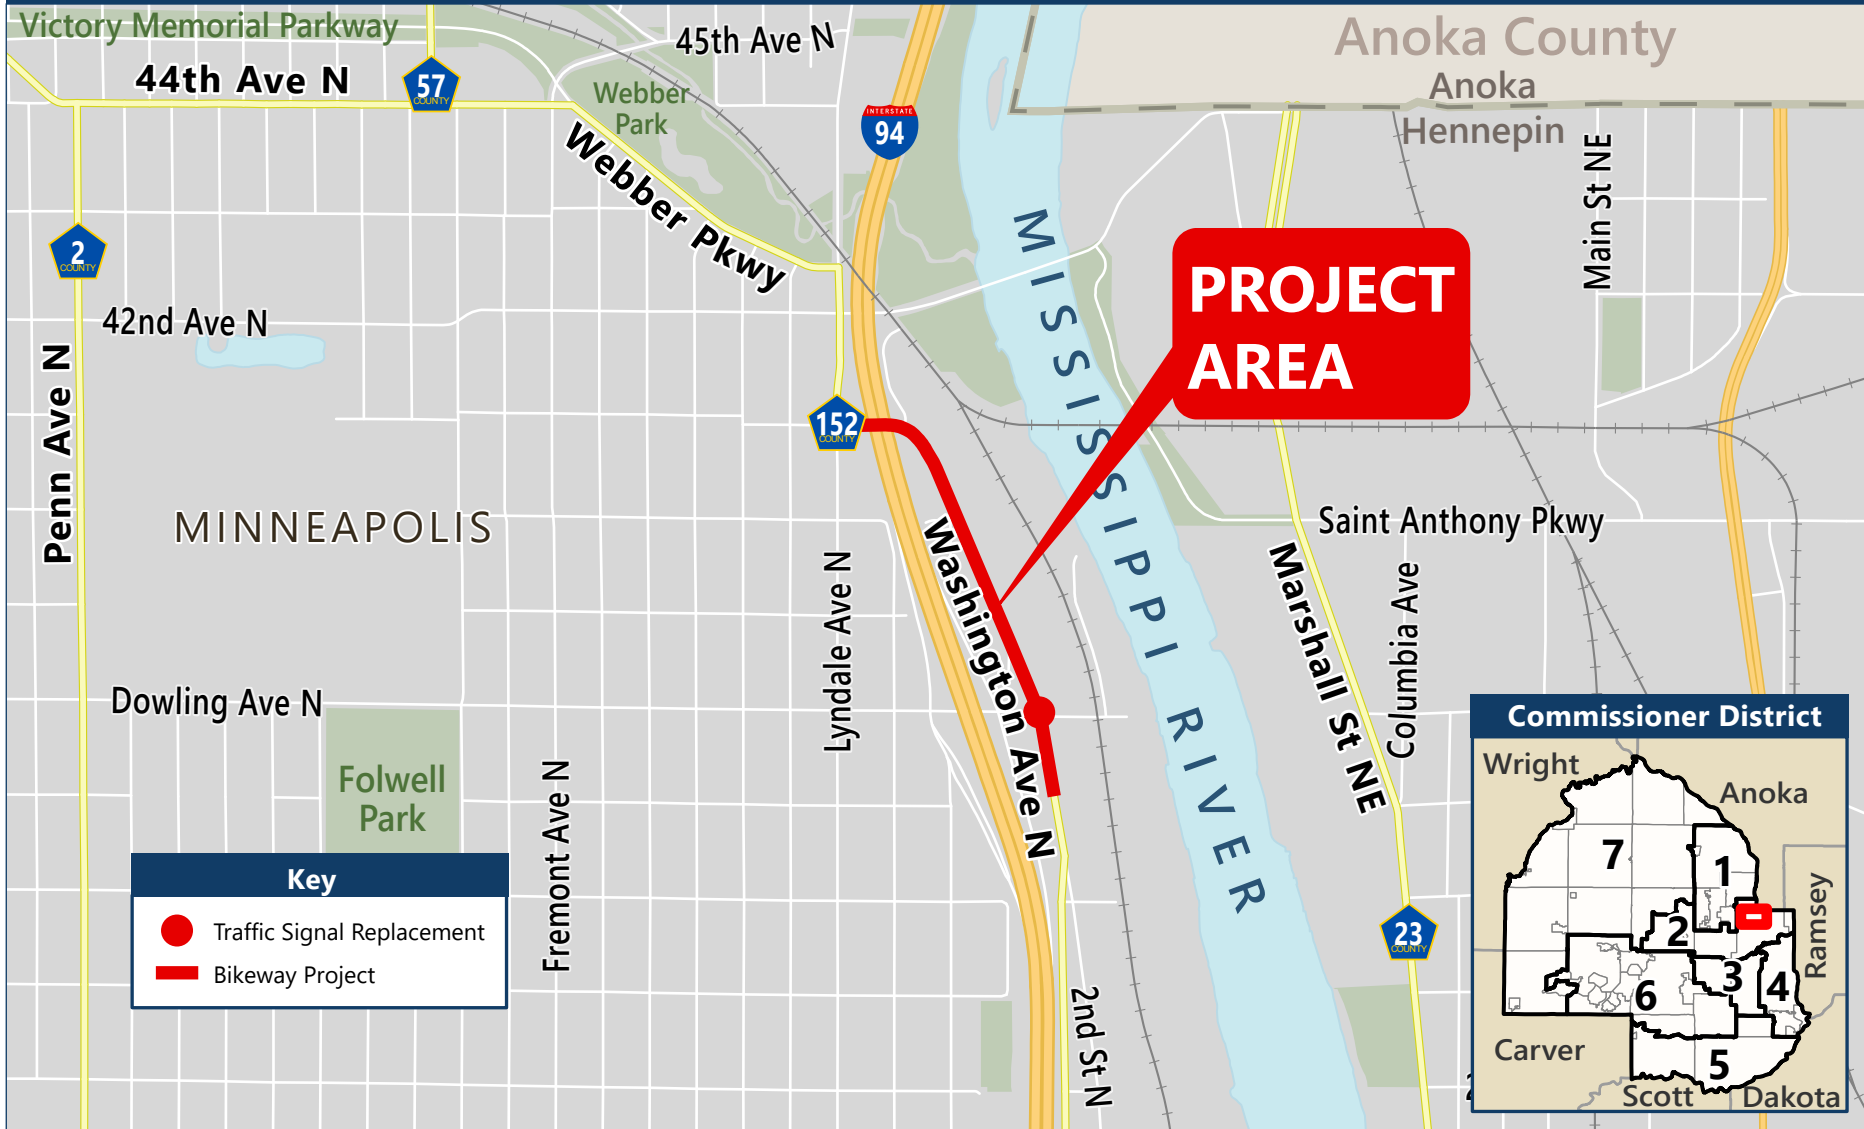 Victory Memorial Parkway
45th Ave N
Anoka County
44th Ave N
57
COUNTY
Webber
Park
INTERSTATE
94
Anoka
Hennepin
Webber Pkwy
Main St NE
2
COUNTY
MISSISSIPPI RIVER
PROJECT
AREA
42nd Ave N
Penn Ave N
152
COUNTY
MINNEAPOLIS
Saint Anthony Pkwy
Washington Ave N
Lyndale Ave N
Marshall St NE
Columbia Ave
Dowling Ave N
Folwell
Park
Fremont Ave N
Key
Traffic Signal Replacement
Bikeway Project
23
COUNTY
2nd St N
Commissioner District
Wright
Anoka
7
1
2
Ramsey
3
4
6
Carver
5
Scott
Dakota